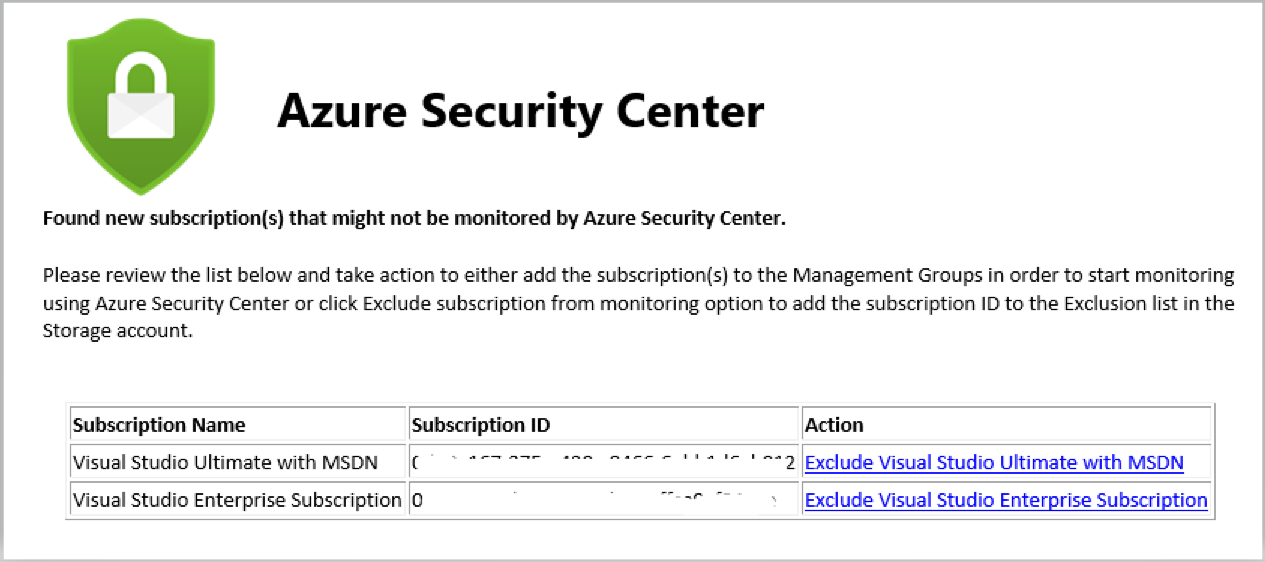 Azure Security Center
Found new subscription(s) that might not be monitored by Azure Security Center.
Please review the list below and take action to either add the subscription(s) to the Management Groups in order to start monitoring
using Azure Security Center or click Exclude subscription from monitoring option to add the subscription ID to the Exclusion list in the
Storage account.
Subscription Name Subscription ID Action
Visual Studio Ultimate with MSDN Exclude Visual Studio Ultimate with MSDN
Visual Studio Enterprise Subscription 0 Exclude Visual Studio Enterprise Subscription